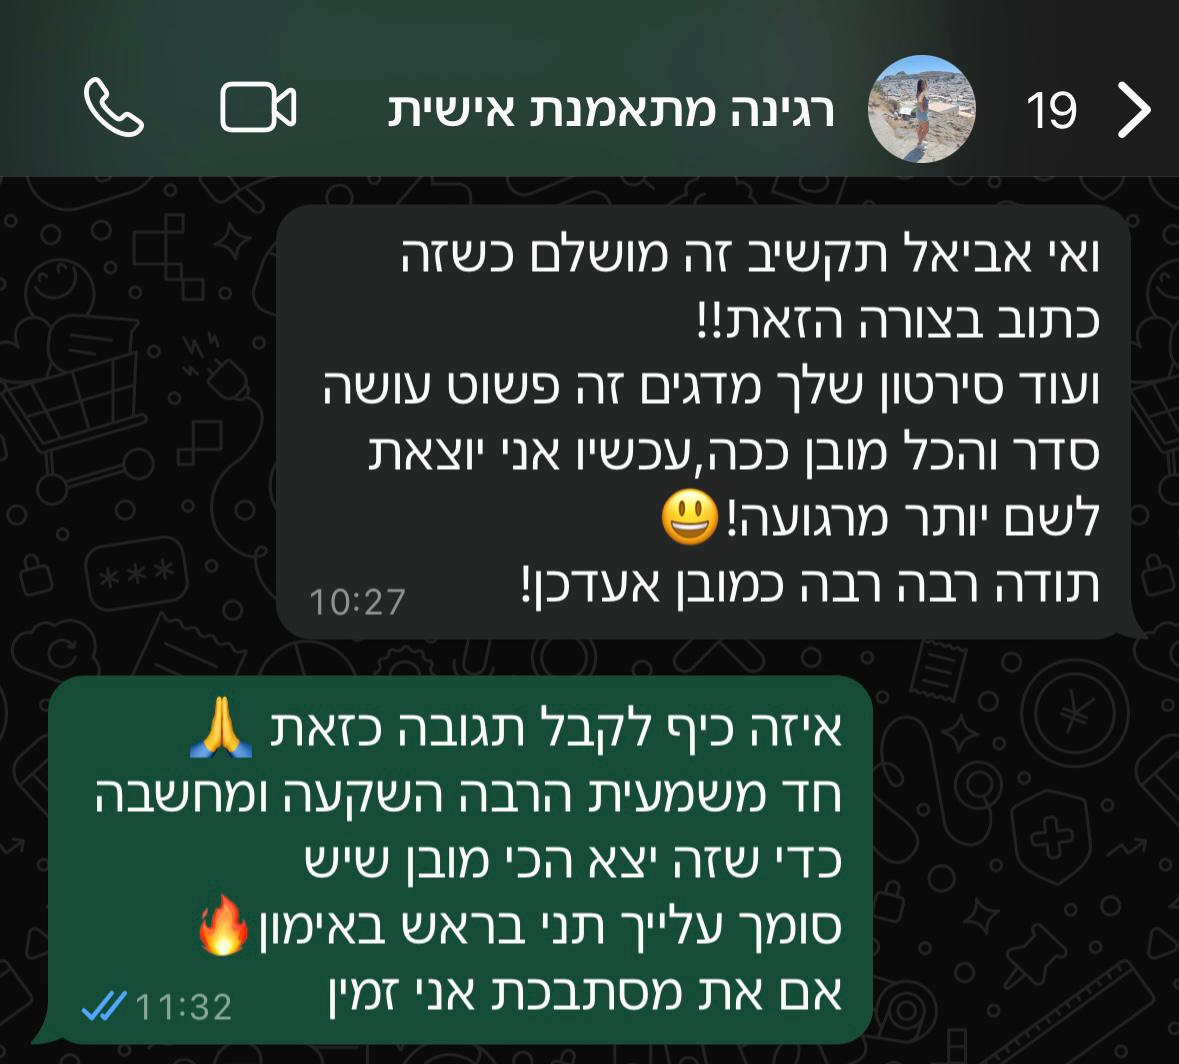 19
רגינה מתאמנת אישית
ואי אביאל תקשיב זה מושלם כשזה
כתוב בצורה הזאת!!
ועוד סירטון שלך מדגים זה פשוט עושה
סדר והכל מובן ככה,עכשיו אני יוצאת
לשם יותר מרגועה!😃
תודה רבה רבה כמובן אעדכן!
10:27
איזה כיף לקבל תגובה כזאת 🙏
חד משמעית הרבה השקעה ומחשבה
כדי שזה יצא הכי מובן שיש
סומך עלייך תני בראש באימון🔥
אם את מסתבכת אני זמין
11:32